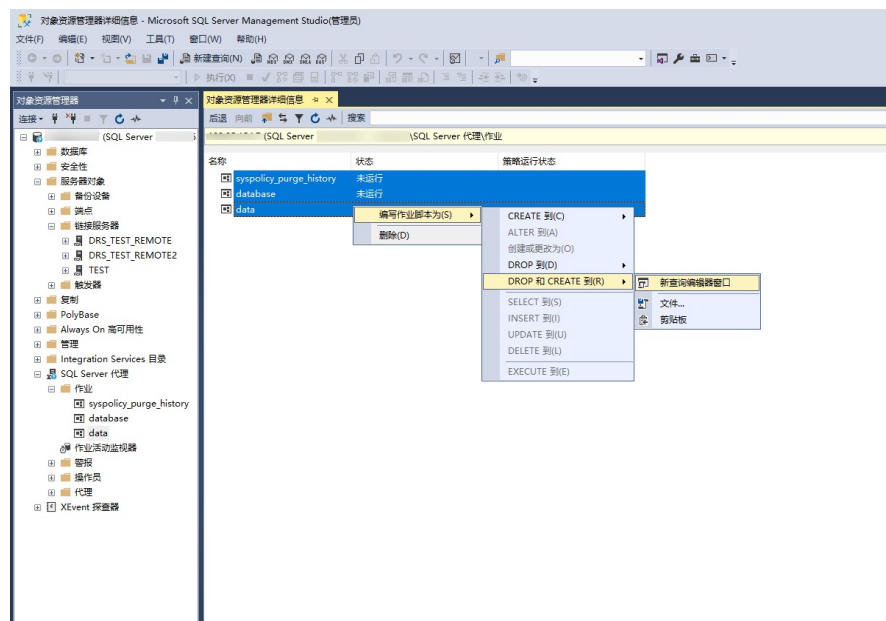 对象资源管理器详细信息 - Microsoft SQL Server Management Studio(管理员)
文件(F) 编辑(E) 视图(V) 工具(T) 窗口(W) 帮助(H)
新建查询(N)
执行(X)
对象资源管理器
对象资源管理器详细信息
连接
后退 向前 搜索
(SQL Server
(SQL Server \SQL Server 代理\作业
数据库
安全性
服务器对象
备份设备
端点
链接服务器
DRS_TEST_REMOTE
DRS_TEST_REMOTE2
TEST
触发器
复制
PolyBase
Always On 高可用性
管理
Integration Services 目录
SQL Server 代理
作业
syspolicy_purge_history
database
data
作业活动监视器
警报
操作员
代理
XEvent 探查器
名称 状态 策略运行状态
syspolicy_purge_history 未运行
database 未运行
data
编写作业脚本为(S)
删除(D)
CREATE 到(C)
ALTER 到(A)
创建或更改为(O)
DROP 到(D)
DROP 和 CREATE 到(R)
SELECT 到(S)
INSERT 到(I)
UPDATE 到(U)
DELETE 到(L)
EXECUTE 到(E)
新查询编辑器窗口
文件...
剪贴板